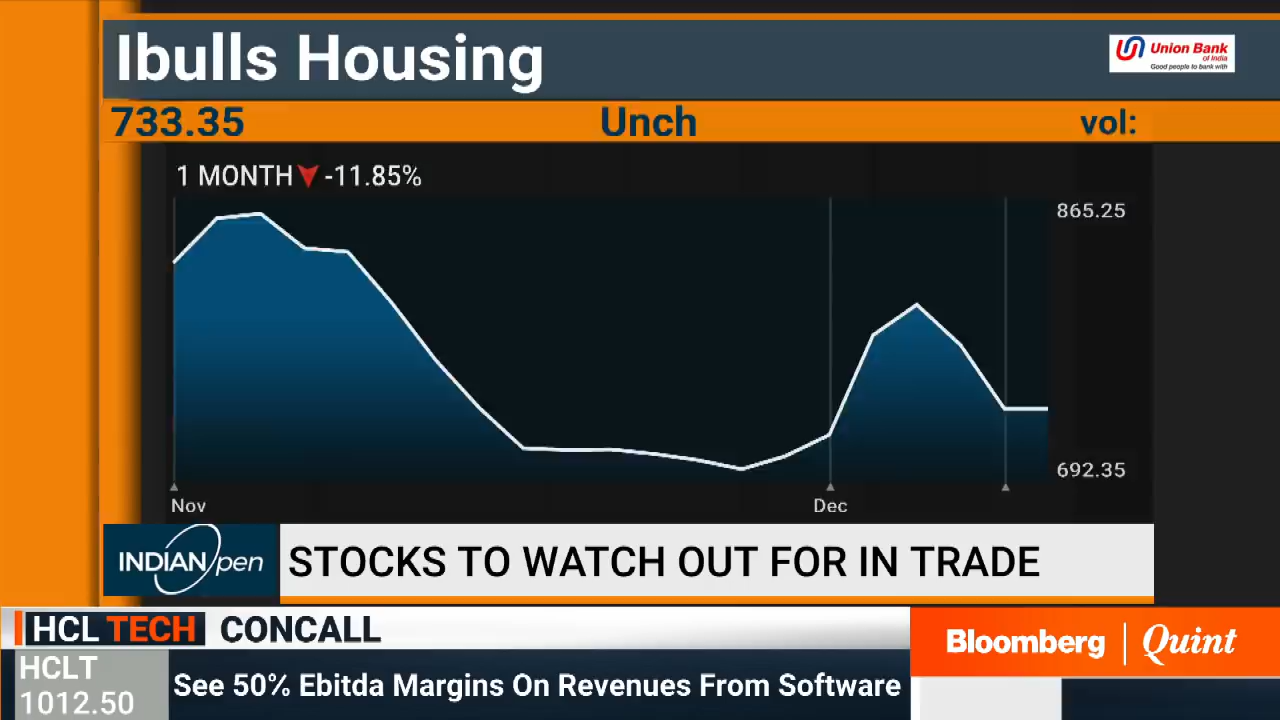 Ibulls Housing
Union Bank
of India
Good people to bank with
733.35 Unch vol:
1 MONTH -11.85%
865.25
692.35
Nov Dec
INDIAN pen
STOCKS TO WATCH OUT FOR IN TRADE
HCL TECH CONCALL
Bloomberg | Quint
HCLT
1012.50
See 50% Ebitda Margins On Revenues From Software